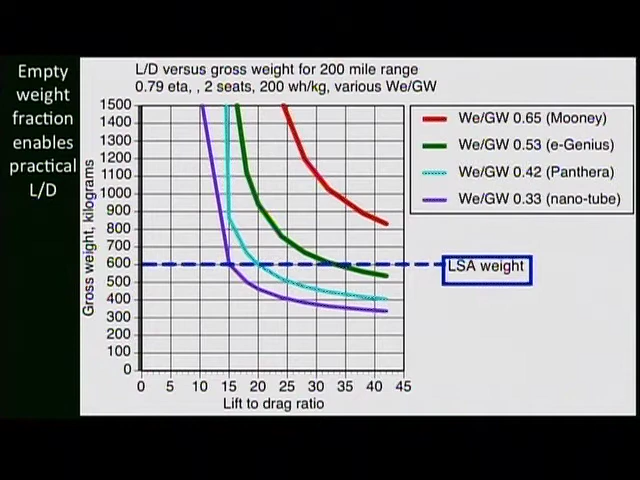 Empty
weight
fraction
enables
practical
L/D
L/D versus gross weight for 200 mile range
0.79 eta, , 2 seats, 200 wh/kg, various We/GW
Gross weight, kilograms
1500
1400
1300
1200
1100
1000
900
800
700
600
500
400
300
200
100
0
0 5 10 15 20 25 30 35 40 45
Lift to drag ratio
We/GW 0.65 (Mooney)
We/GW 0.53 (e-Genius)
We/GW 0.42 (Panthera)
We/GW 0.33 (nano-tube)
LSA weight